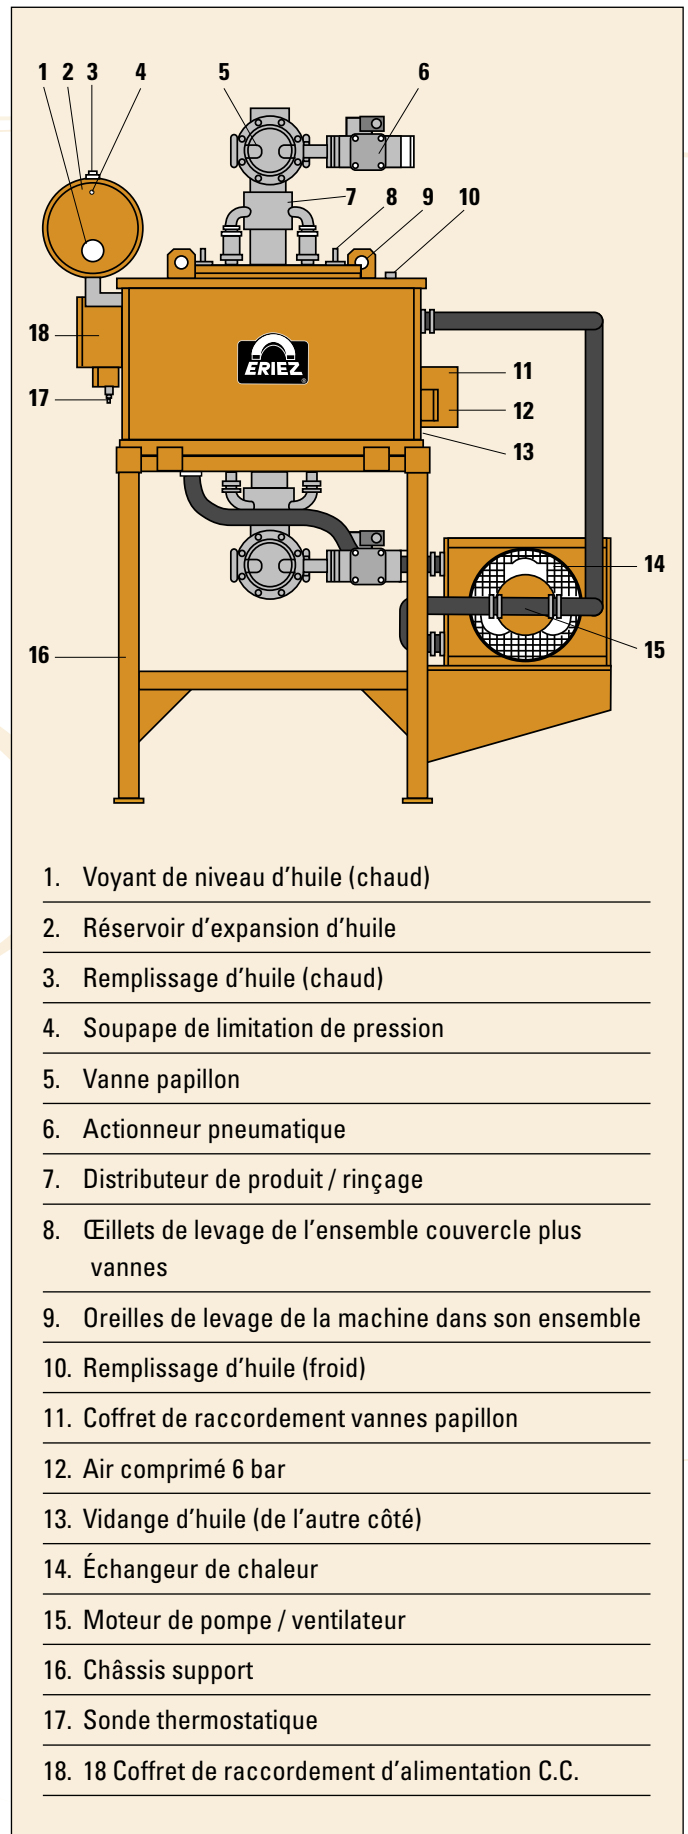 1 2 3 4 5 6
7 8 9 10
18
ERIEZ
®
11
17
12
13
14
16
15
1. Voyant de niveau d’huile (chaud)
2. Réservoir d’expansion d’huile
3. Remplissage d’huile (chaud)
4. Soupape de limitation de pression
5. Vanne papillon
6. Actionneur pneumatique
7. Distributeur de produit / rinçage
8. Œillets de levage de l’ensemble couvercle plus
vannes
9. Oreilles de levage de la machine dans son ensemble
10. Remplissage d’huile (froid)
11. Coffret de raccordement vannes papillon
12. Air comprimé 6 bar
13. Vidange d’huile (de l’autre côté)
14. Échangeur de chaleur
15. Moteur de pompe / ventilateur
16. Châssis support
17. Sonde thermostatique
18. 18 Coffret de raccordement d’alimentation C.C.